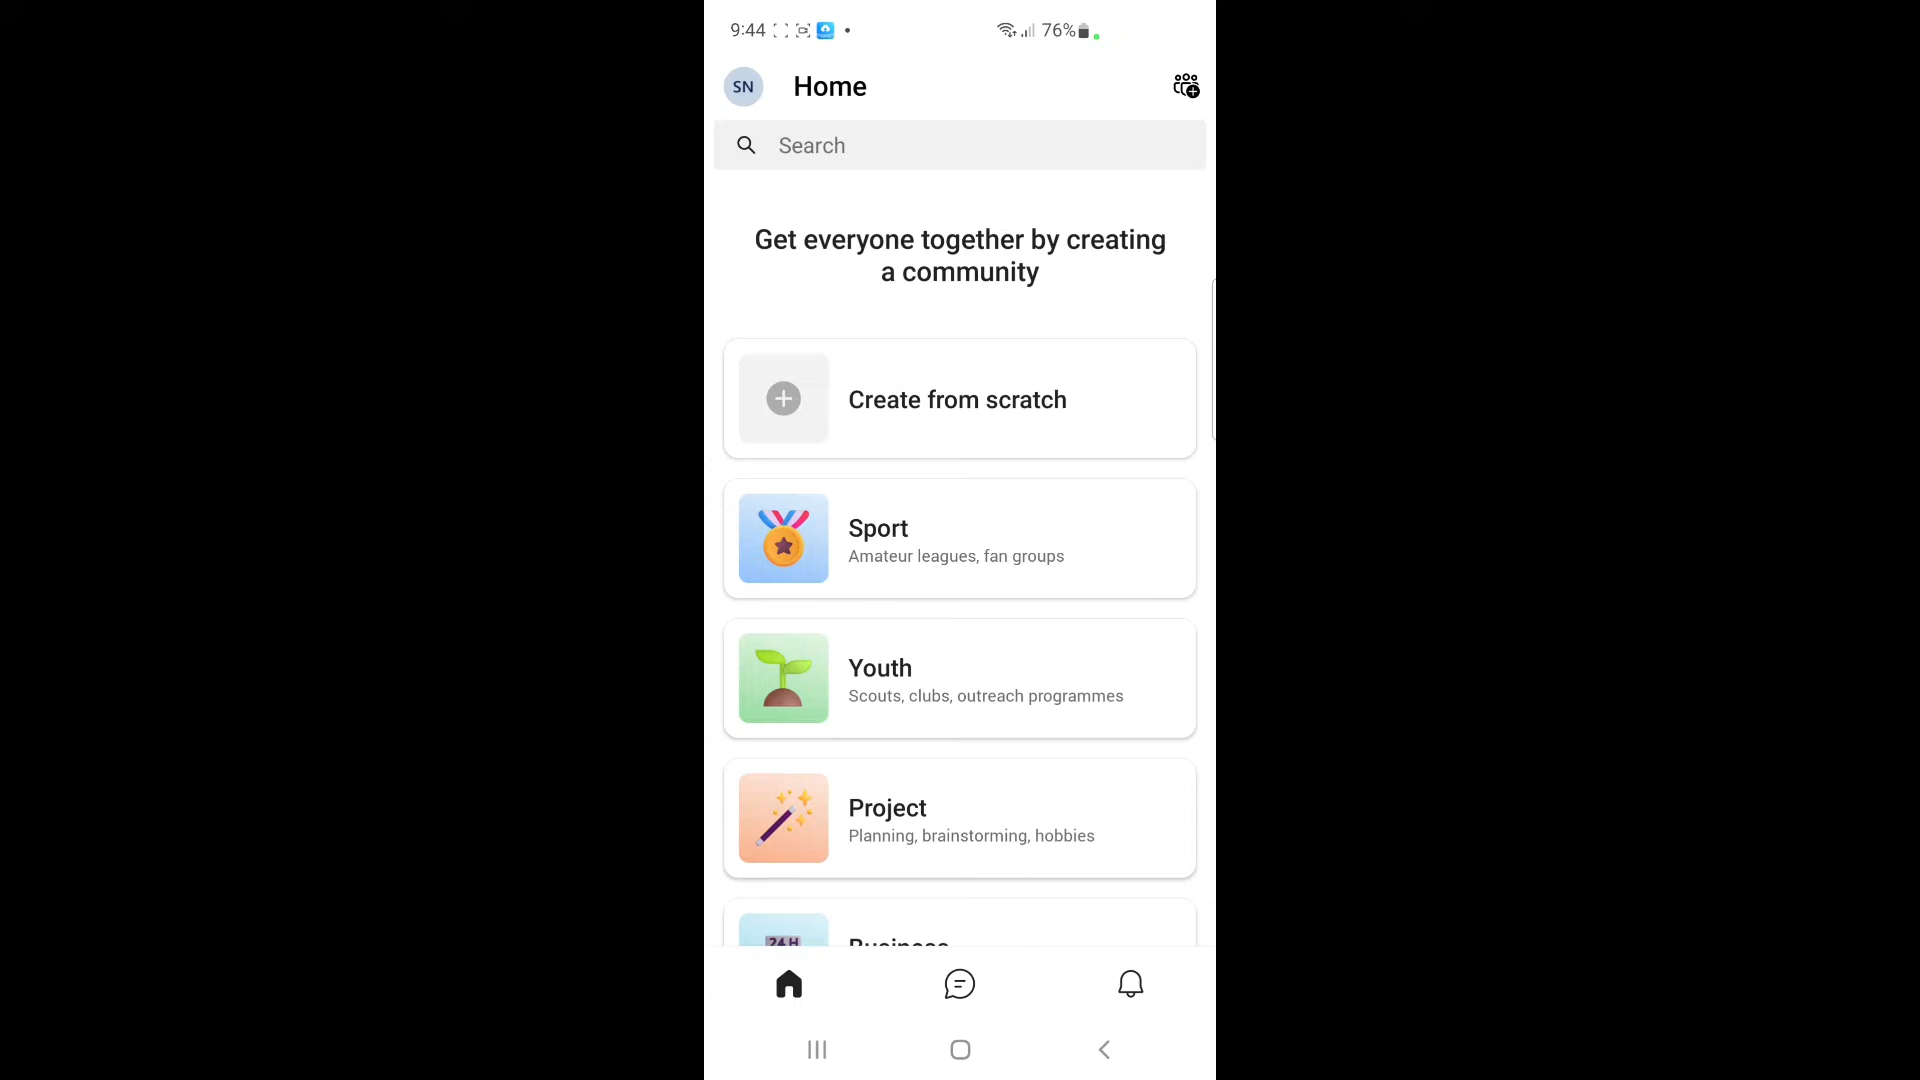 9:44
76%
SN
Home
Search
Get everyone together by creating
a community
Create from scratch
Sport
Amateur leagues, fan groups
Youth
Scouts, clubs, outreach programmes
Project
Planning, brainstorming, hobbies
24H
Business